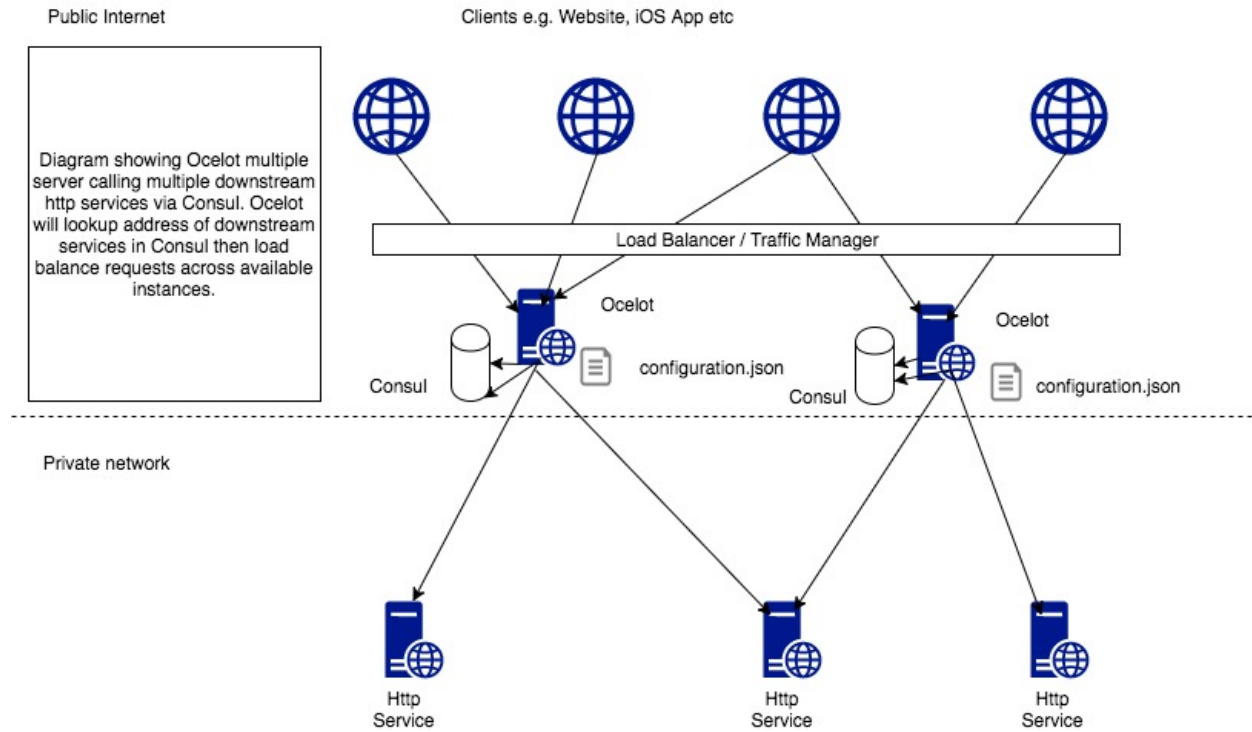 Public Internet
Clients e.g. Website, iOS App etc
Diagram showing Ocelot multiple
server calling multiple downstream
http services via Consul. Ocelot
will lookup address of downstream
services in Consul then load
balance requests across available
instances.
Load Balancer / Traffic Manager
Ocelot
Ocelot
configuration.json
Consul
configuration.json
Consul
Private network
Http
Service
Http
Service
Http
Service